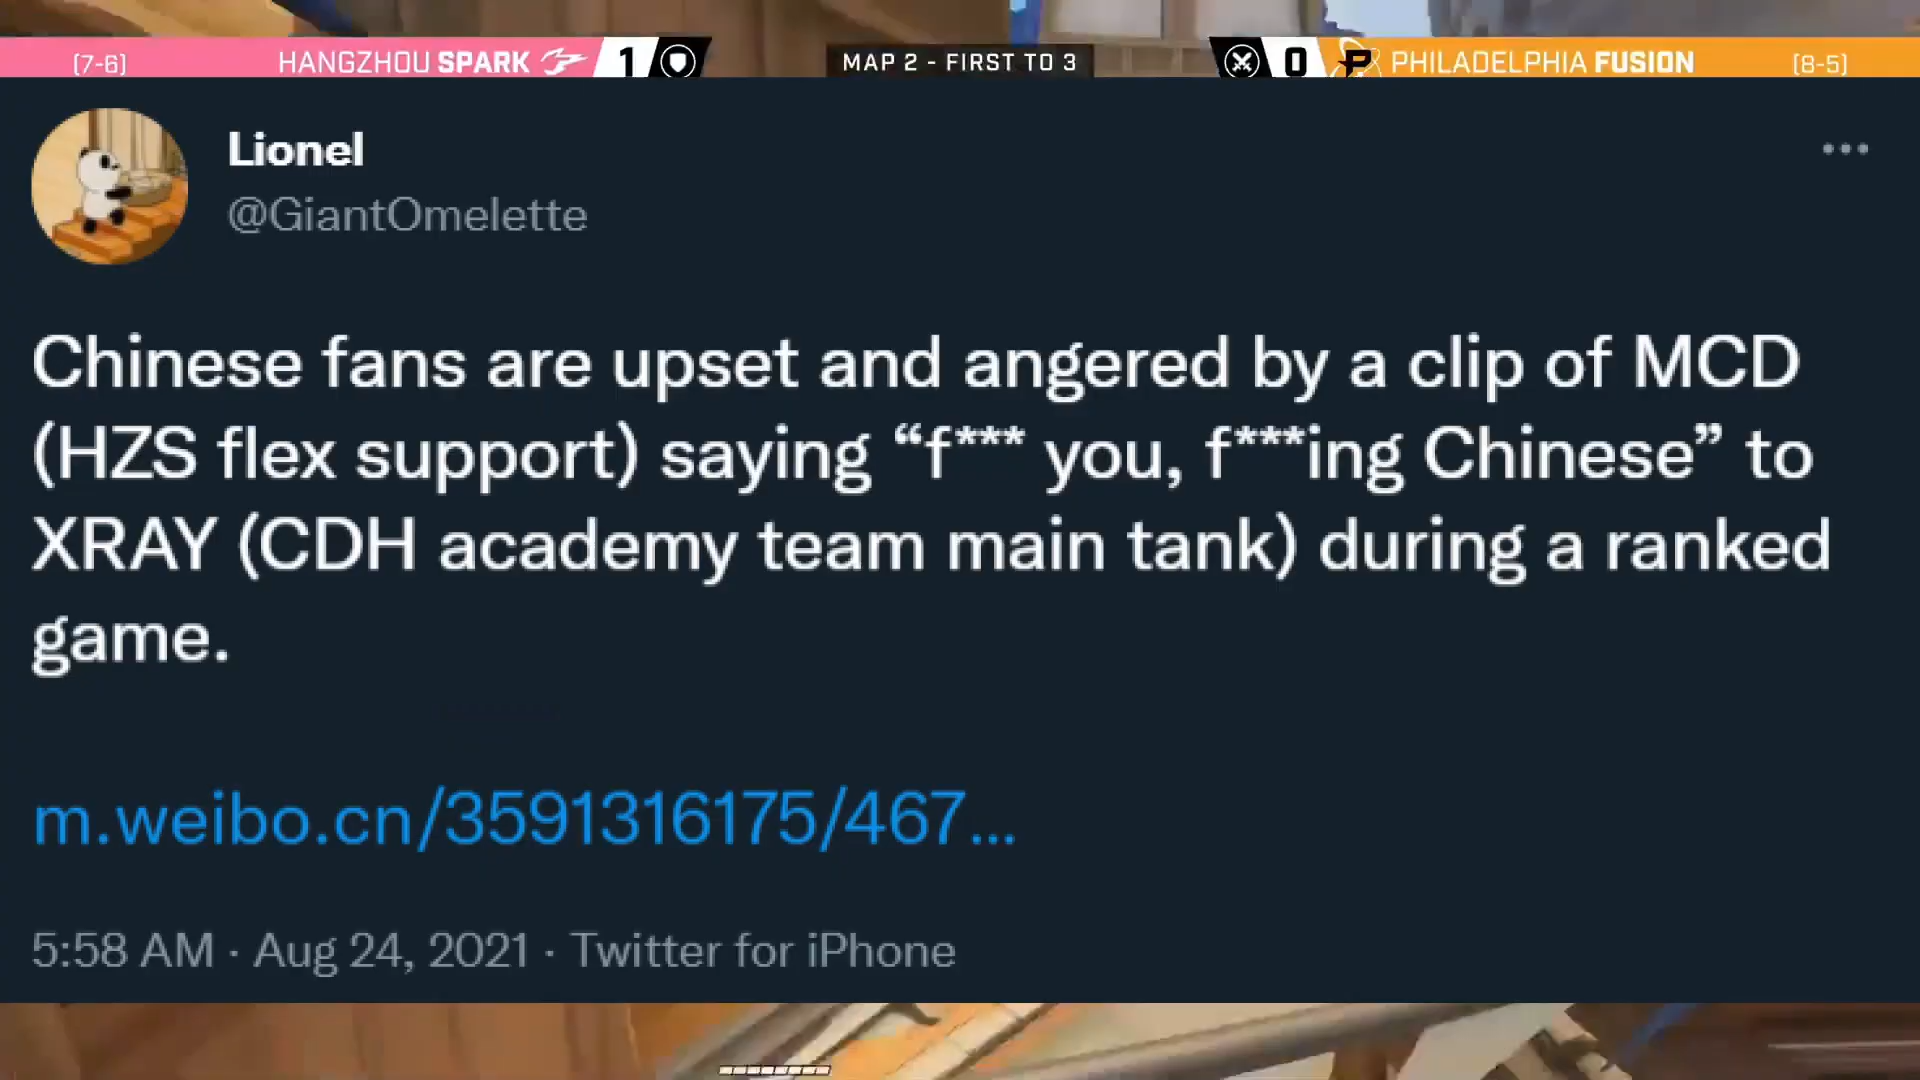 [7-6] HANGZHOU SPARK 1 MAP 2 - FIRST TO 3 0 PHILADELPHIA FUSION [8-5]
Lionel
@GiantOmelette
Chinese fans are upset and angered by a clip of MCD
(HZS flex support) saying “f*** you, f***ing Chinese” to
XRAY (CDH academy team main tank) during a ranked
game.
m.weibo.cn/3591316175/467...
5:58 AM · Aug 24, 2021 · Twitter for iPhone